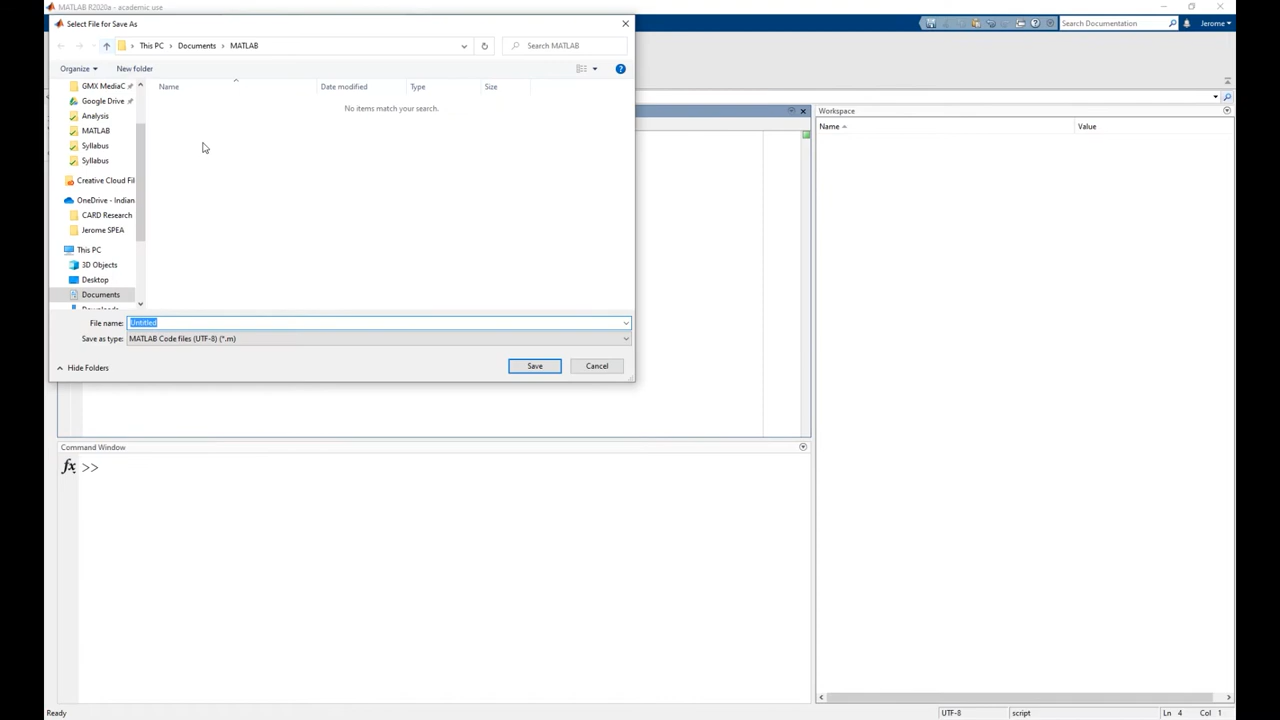 MATLAB R2020a - academic use
Select File for Save As
Search Documentation
Jerome
This PC > Documents > MATLAB
Search MATLAB
Organize
New folder
Name
Date modified
Type
Size
No items match your search.
GMX MediaC
Google Drive
Analysis
MATLAB
Syllabus
Syllabus
Creative Cloud Fil
OneDrive - Indian
CARD Research
Jerome SPEA
This PC
3D Objects
Desktop
Documents
Downloads
File name:
Untitled
Save as type:
MATLAB Code files (UTF-8) (*.m)
Hide Folders
Save
Cancel
Workspace
Name
Value
Command Window
fx >>
Ready
UTF-8
script
Ln 4
Col 1